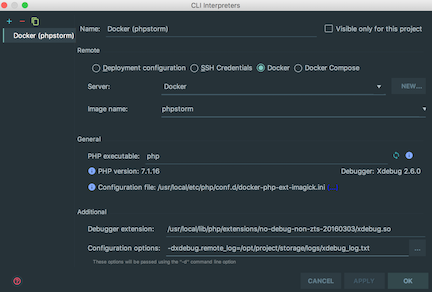 CLI Interpreters
Docker (phpstorm)
Name: Docker (phpstorm)
Visible only for this project
Remote
Deployment configuration SSH Credentials Docker Docker Compose
Server: Docker NEW...
Image name: phpstorm
General
PHP executable: php
PHP version: 7.1.16 Debugger: Xdebug 2.6.0
Configuration file: /usr/local/etc/php/conf.d/docker-php-ext-imagick.ini
Additional
Debugger extension: /usr/local/lib/php/extensions/no-debug-non-zts-20160303/xdebug.so
Configuration options: -dxdebug.remote_log=/opt/project/storage/logs/xdebug_log.txt ...
These options will be passed using the "-d" command line option
? CANCEL APPLY OK